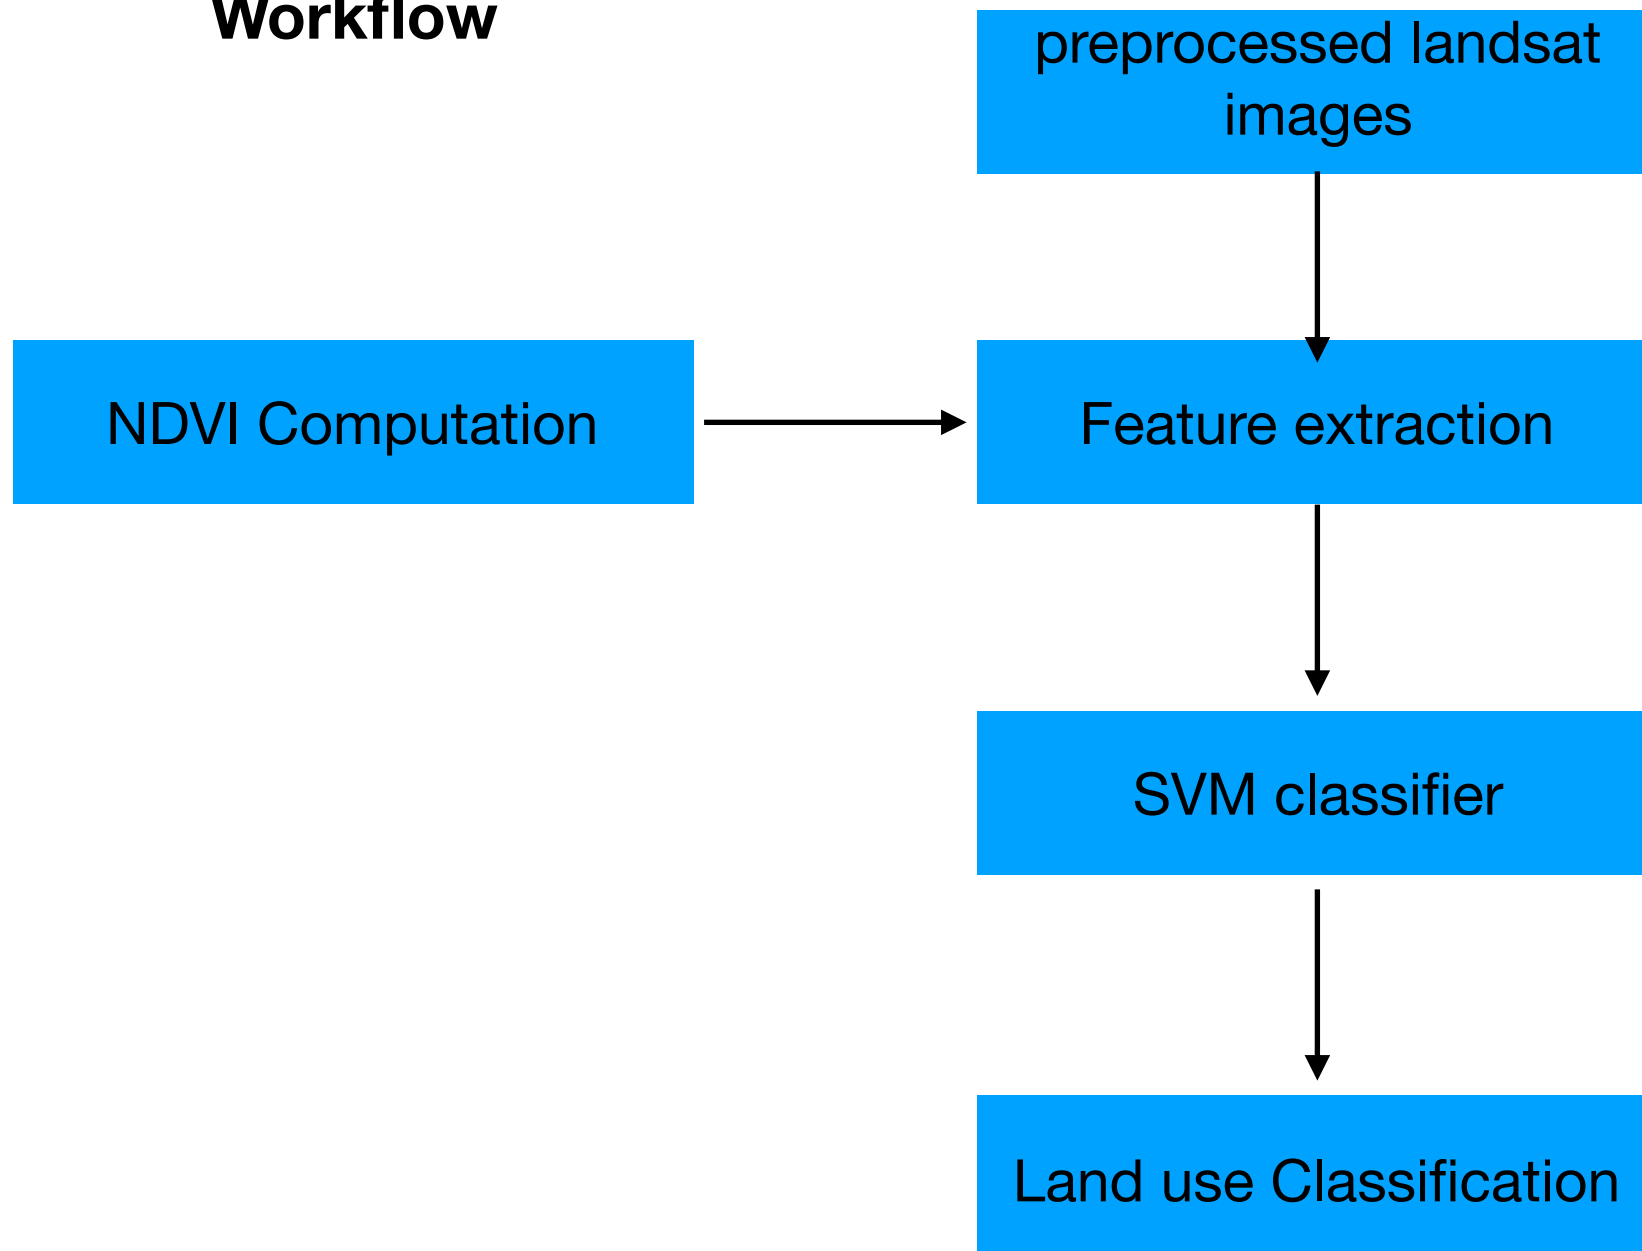 Workflow
preprocessed landsat
images
NDVI Computation
Feature extraction
SVM classifier
Land use Classification